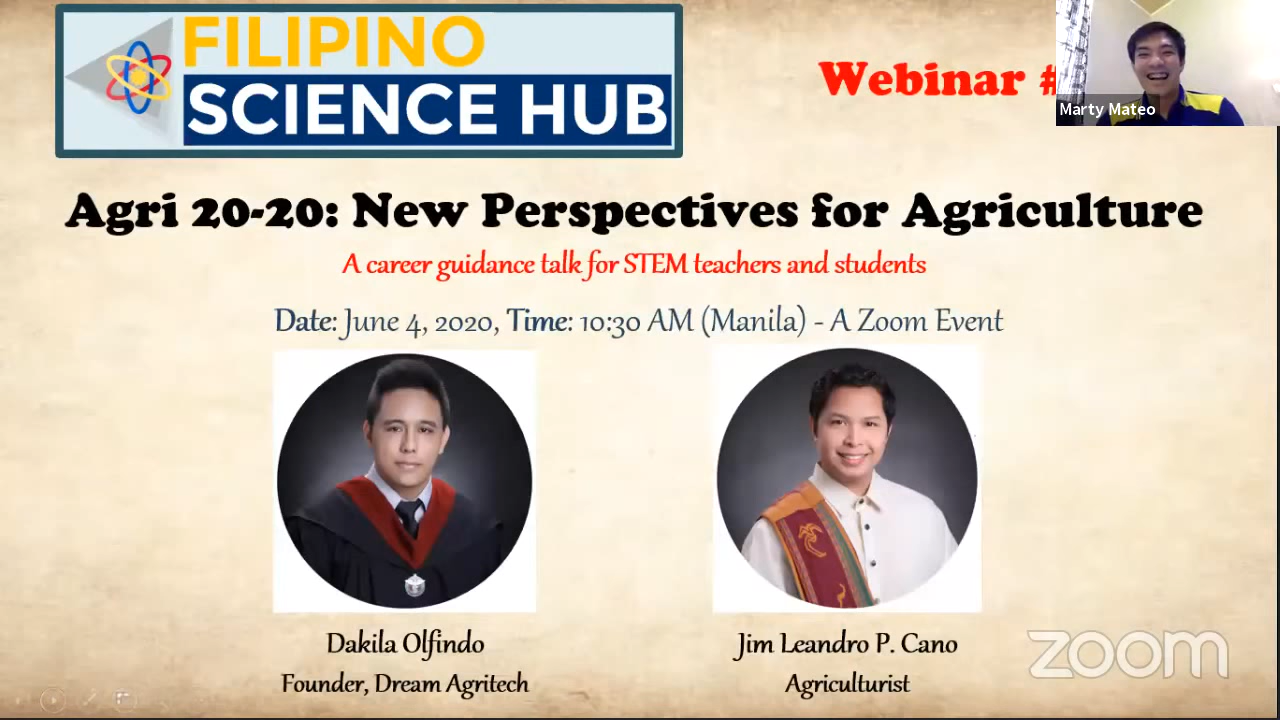 FILIPINO
SCIENCE HUB
Webinar #
Marty Mateo
Agri 20-20: New Perspectives for Agriculture
A career guidance talk for STEM teachers and students
Date: June 4, 2020, Time: 10:30 AM (Manila) - A Zoom Event
Dakila Olfindo
Founder, Dream Agritech
Jim Leandro P. Cano
Agriculturist
zoom